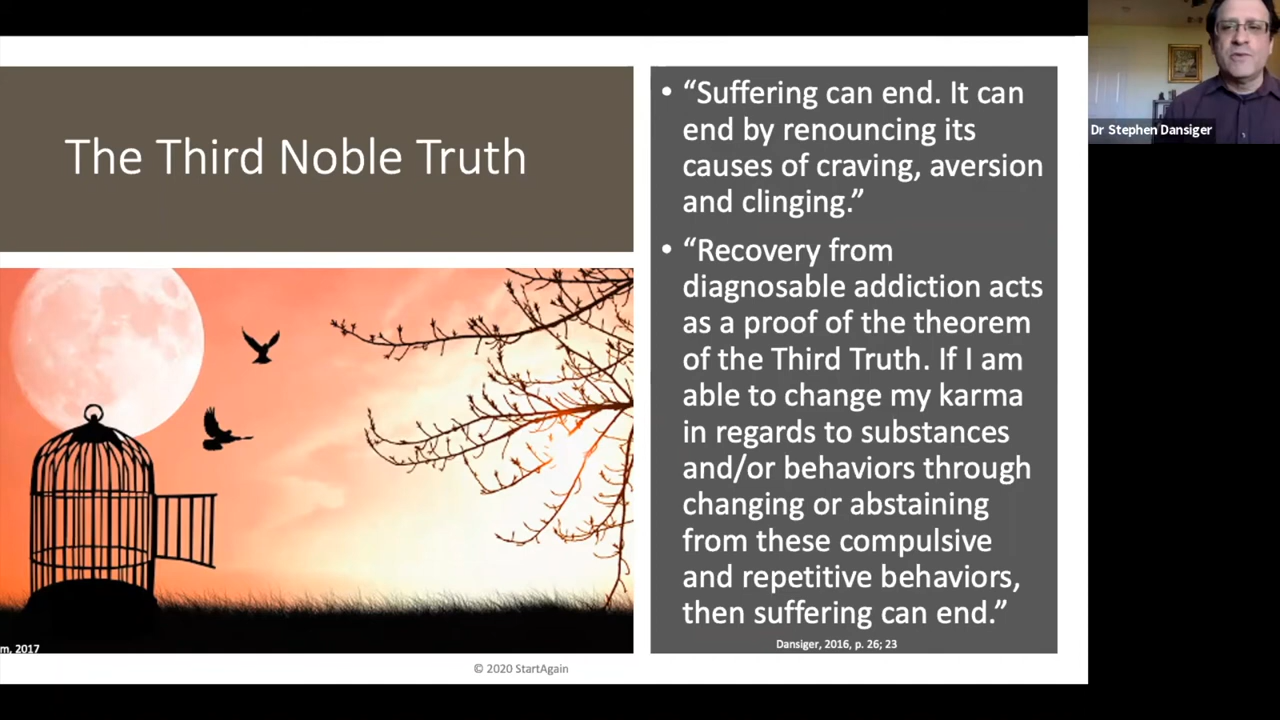 The Third Noble Truth
• “Suffering can end. It can
end by renouncing its
causes of craving, aversion
and clinging.”
• “Recovery from
diagnosable addiction acts
as a proof of the theorem
of the Third Truth. If I am
able to change my karma
in regards to substances
and/or behaviors through
changing or abstaining
from these compulsive
and repetitive behaviors,
then suffering can end.”
Dansiger, 2016, p. 26; 23
m, 2017
© 2020 StartAgain
Dr Stephen Dansiger